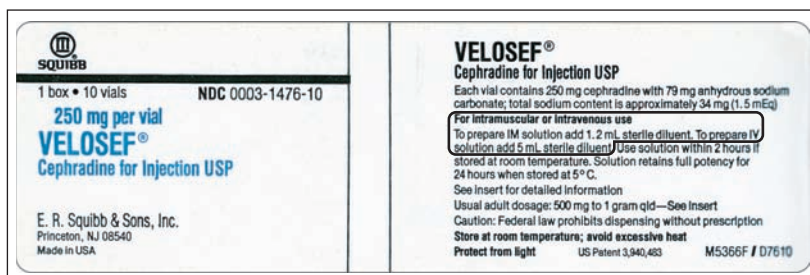 SQUIBB
1 box • 10 vials NDC 0003-1476-10
250 mg per vial
VELOSEF®
Cephradine for Injection USP
E. R. Squibb & Sons, Inc.
Princeton, NJ 08540
Made in USA
VELOSEF®
Cephradine for Injection USP
Each vial contains 250 mg cephradine with 79 mg anhydrous sodium
carbonate; total sodium content is approximately 34 mg (1.5 mEq)
For intramuscular or intravenous use
To prepare IM solution add 1.2 mL sterile diluent. To prepare IV
solution add 5 mL sterile diluent. Use solution within 2 hours if
stored at room temperature. Solution retains full potency for
24 hours when stored at 5° C.
See insert for detailed information
Usual adult dosage: 500 mg to 1 gram qid—See Insert
Caution: Federal law prohibits dispensing without prescription
Store at room temperature; avoid excessive heat
Protect from light US Patent 3,940,483 M5366F / D7610